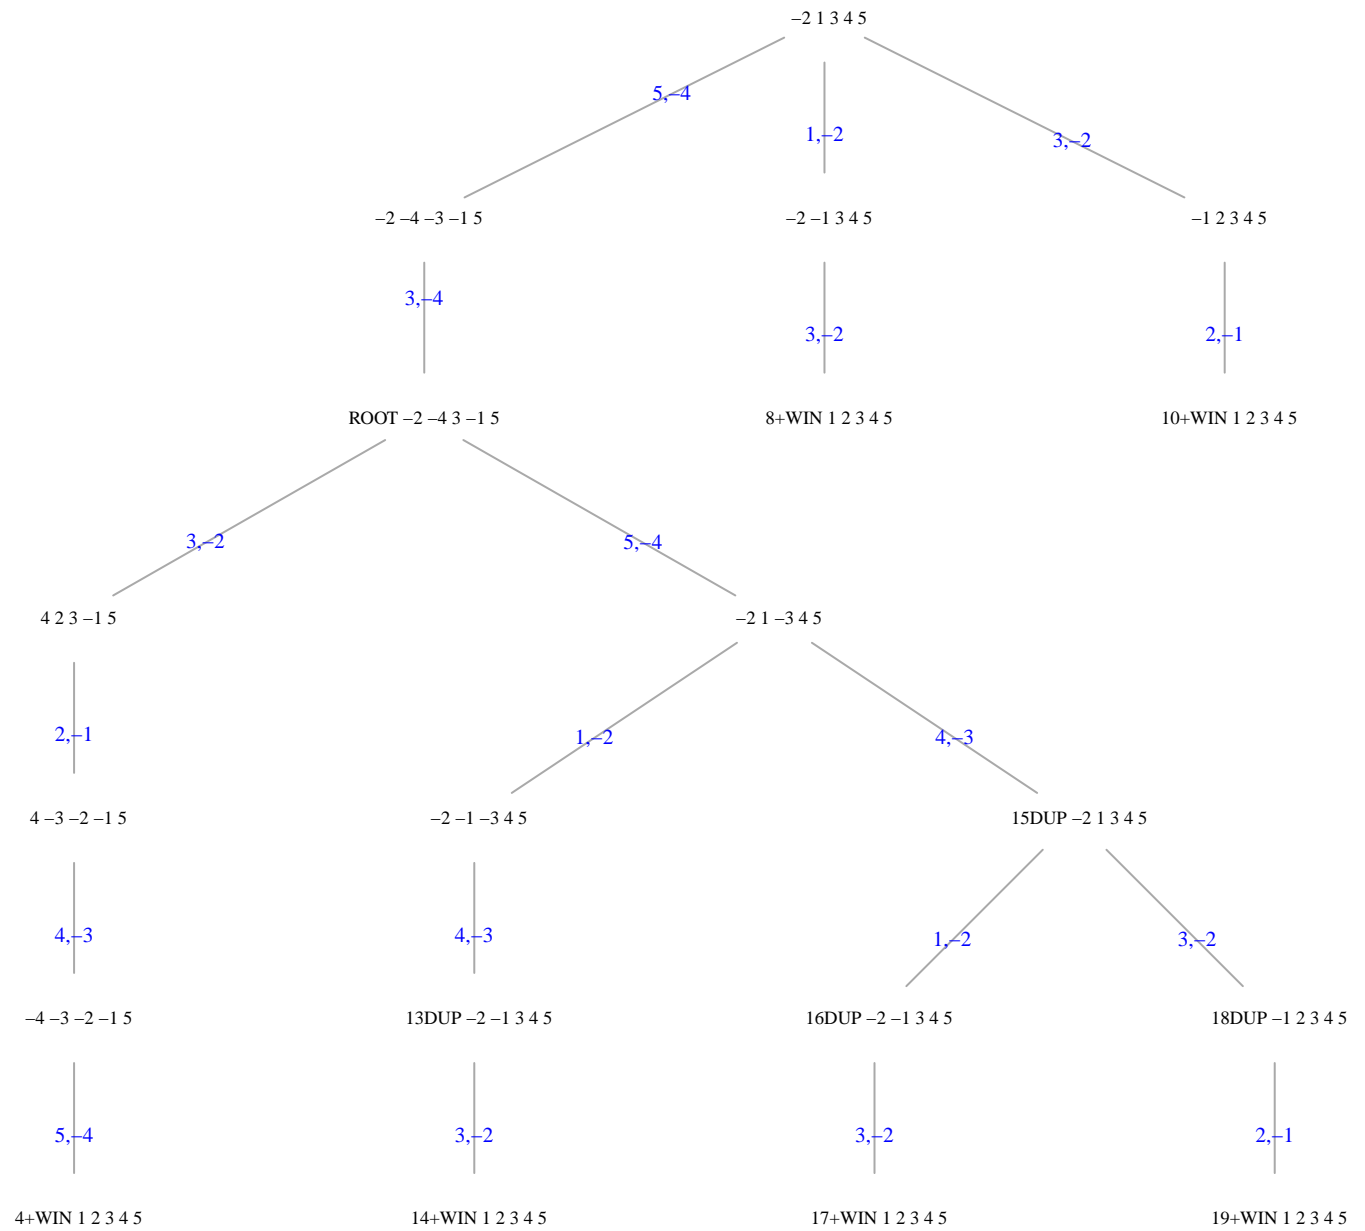 –2 1 3 4 5
5,–4
1,–2
3,–2
–2 –4 –3 –1 5
–2 –1 3 4 5
–1 2 3 4 5
3,–4
3,–2
2,–1
ROOT –2 –4 3 –1 5
8+WIN 1 2 3 4 5
10+WIN 1 2 3 4 5
3,–2
5,–4
4 2 3 –1 5
–2 1 –3 4 5
2,–1
1,–2
4,–3
4 –3 –2 –1 5
–2 –1 –3 4 5
15DUP –2 1 3 4 5
4,–3
4,–3
1,–2
3,–2
–4 –3 –2 –1 5
13DUP –2 –1 3 4 5
16DUP –2 –1 3 4 5
18DUP –1 2 3 4 5
5,–4
3,–2
3,–2
2,–1
4+WIN 1 2 3 4 5
14+WIN 1 2 3 4 5
17+WIN 1 2 3 4 5
19+WIN 1 2 3 4 5